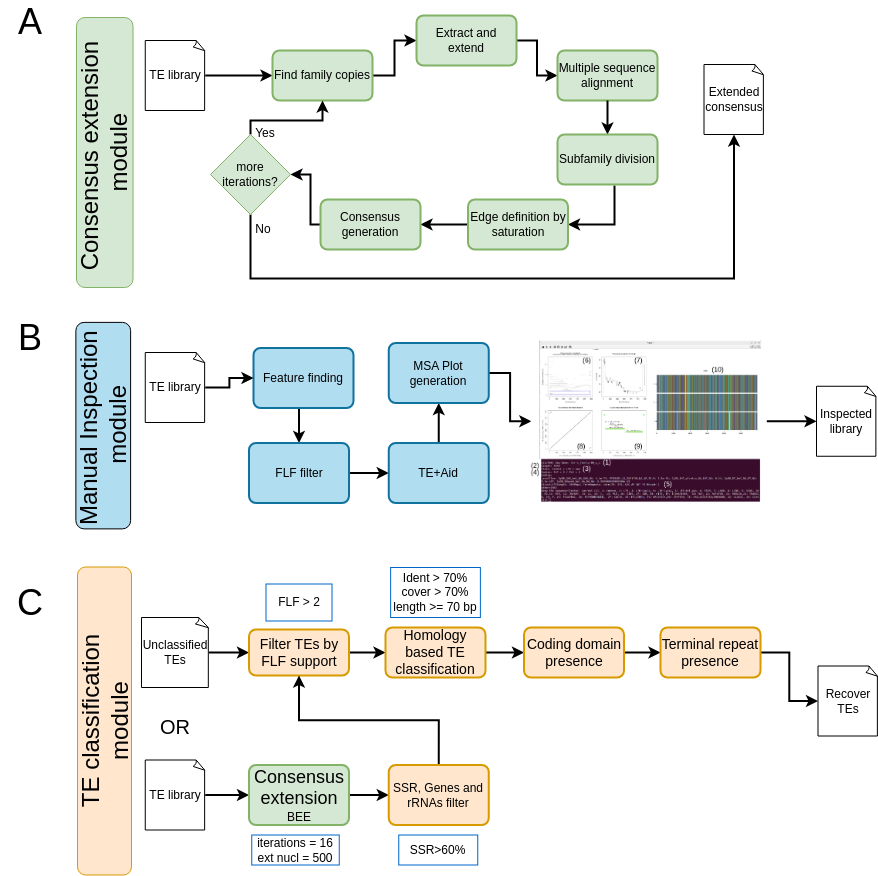 A
Consensus extension
module
TE library
Find family copies
Extract and
extend
Multiple sequence
alignment
Subfamily division
Edge definition by
saturation
Consensus
generation
more
iterations?
Yes
No
Extended
consensus
B
Manual Inspection
module
TE library
Feature finding
FLF filter
TE+Aid
MSA Plot
generation
(6)
(7)
(10)
(8)
(9)
(1)
(2)
(3)
(4)
(5)
Inspected
library
C
TE classification
module
Unclassified
TEs
FLF > 2
Filter TEs by
FLF support
Ident > 70%
cover > 70%
length >= 70 bp
Homology
based TE
classification
Coding domain
presence
Terminal repeat
presence
Recover
TEs
OR
TE library
Consensus
extension
BEE
iterations = 16
ext nucl = 500
SSR, Genes and
rRNAs filter
SSR>60%